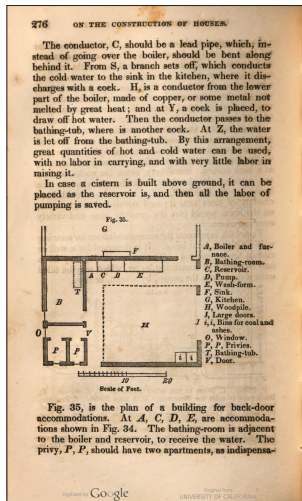 276 ON THE CONSTRUCTION OF HOUSES.
The conductor, C, should be a lead pipe, which, in-
stead of going over the boiler, should be bent along
behind it. From S, a branch sets off, which conducts
the cold water to the sink in the kitchen, where it dis-
charges with a cock. H, is a conductor from the lower
part of the boiler, made of copper, or some metal not
melted by great heat; and at Y, a cock is placed, to
draw off hot water. Then the conductor passes to the
bathing-tub, where is another cock. At Z, the water
is let off from the bathing-tub. By this arrangement,
great quantities of hot and cold water can be used,
with no labor in carrying, and with very little labor in
raising it.
In case a cistern is built above ground, it can be
placed as the reservoir is, and then all the labor of
pumping is saved.
Fig. 35.
G
F
A C D E
T
B
H
O V
P P
i i
I
10 20
Scale of Feet.
A, Boiler and fur-
nace.
B, Bathing-room.
C, Reservoir.
D, Pump.
E, Wash-form.
F, Sink.
G, Kitchen.
H, Woodpile.
I, Large doors.
i, i, Bins for coal and
ashes.
O, Window.
P, P, Privies.
T, Bathing-tub.
V, Door.
Fig. 35, is the plan of a building for back-door
accommodations. At A, C, D, E, are accommoda-
tions shown in Fig. 34. The bathing-room is adjacent
to the boiler and reservoir, to receive the water. The
privy, P, P, should have two apartments, as indispensa-
Digitized by Google
Original from
UNIVERSITY OF CALIFORNIA